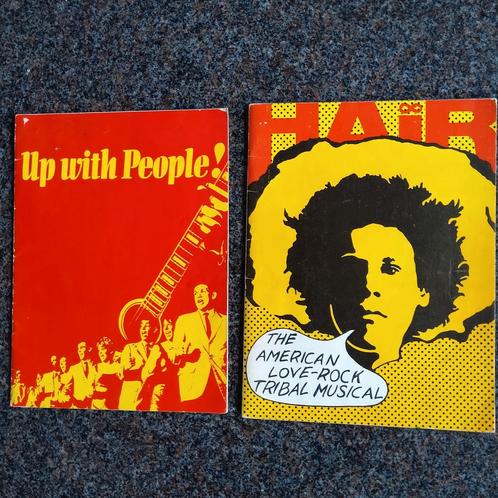 Up with People!
HAIR
THE
AMERICAN
LOVE-ROCK
TRIBAL MUSICAL